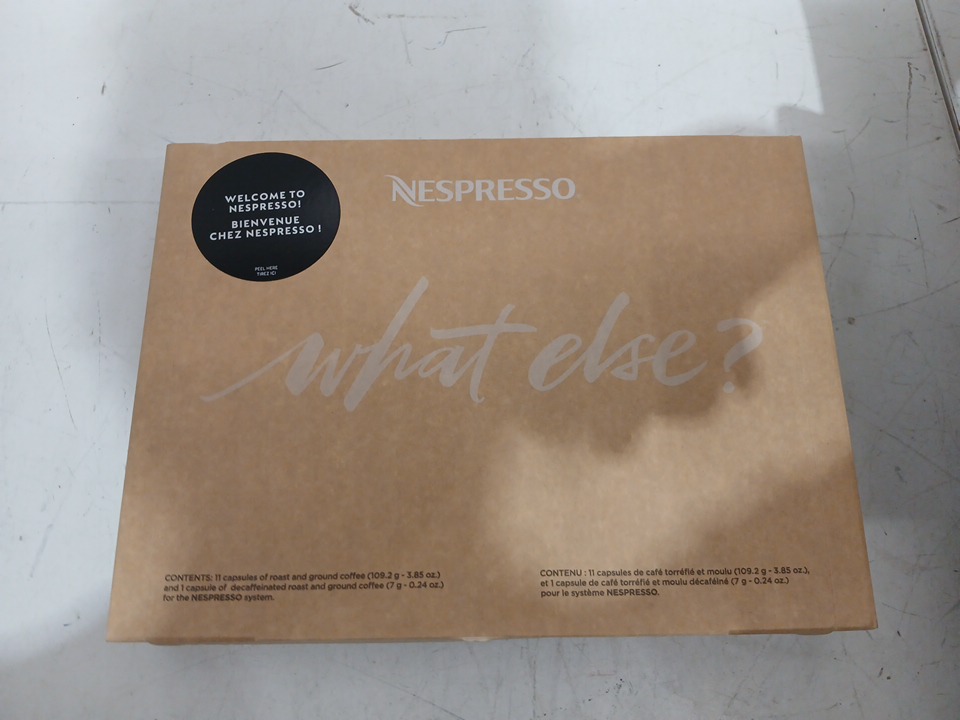 WELCOME TO
NESPRESSO!
BIENVENUE
CHEZ NESPRESSO !
PEEL HERE
TIREZ ICI
NESPRESSO
what else?
CONTENTS: 11 capsules of roast and ground coffee (109.2 g - 3.85 oz.)
and 1 capsule of decaffeinated roast and ground coffee (7 g - 0.24 oz.)
for the NESPRESSO system.
CONTENU : 11 capsules de café torréfié et moulu (109.2 g - 3.85 oz.),
et 1 capsule de café torréfié et moulu décaféiné (7 g - 0.24 oz.)
pour le système NESPRESSO.